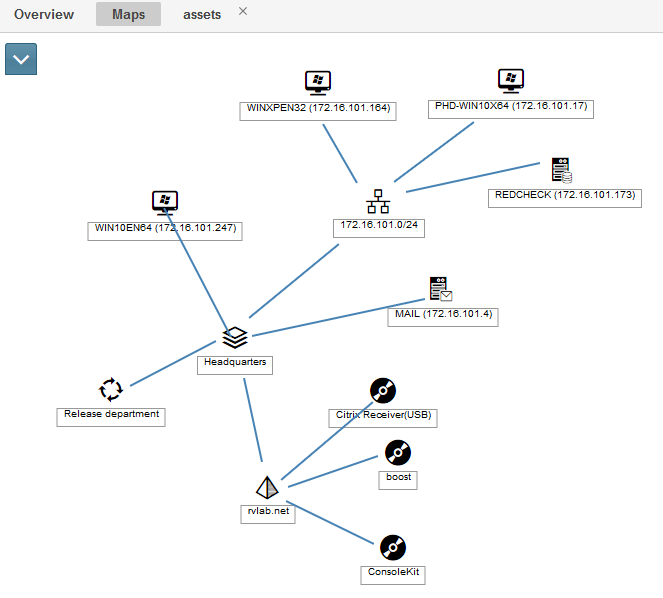 Overview Maps assets
WINXPEN32 (172.16.101.164)
PHD-WIN10X64 (172.16.101.17)
REDCHECK (172.16.101.173)
172.16.101.0/24
WIN10EN64 (172.16.101.247)
MAIL (172.16.101.4)
Headquarters
Release department
Citrix Receiver(USB)
boost
rvlab.net
ConsoleKit